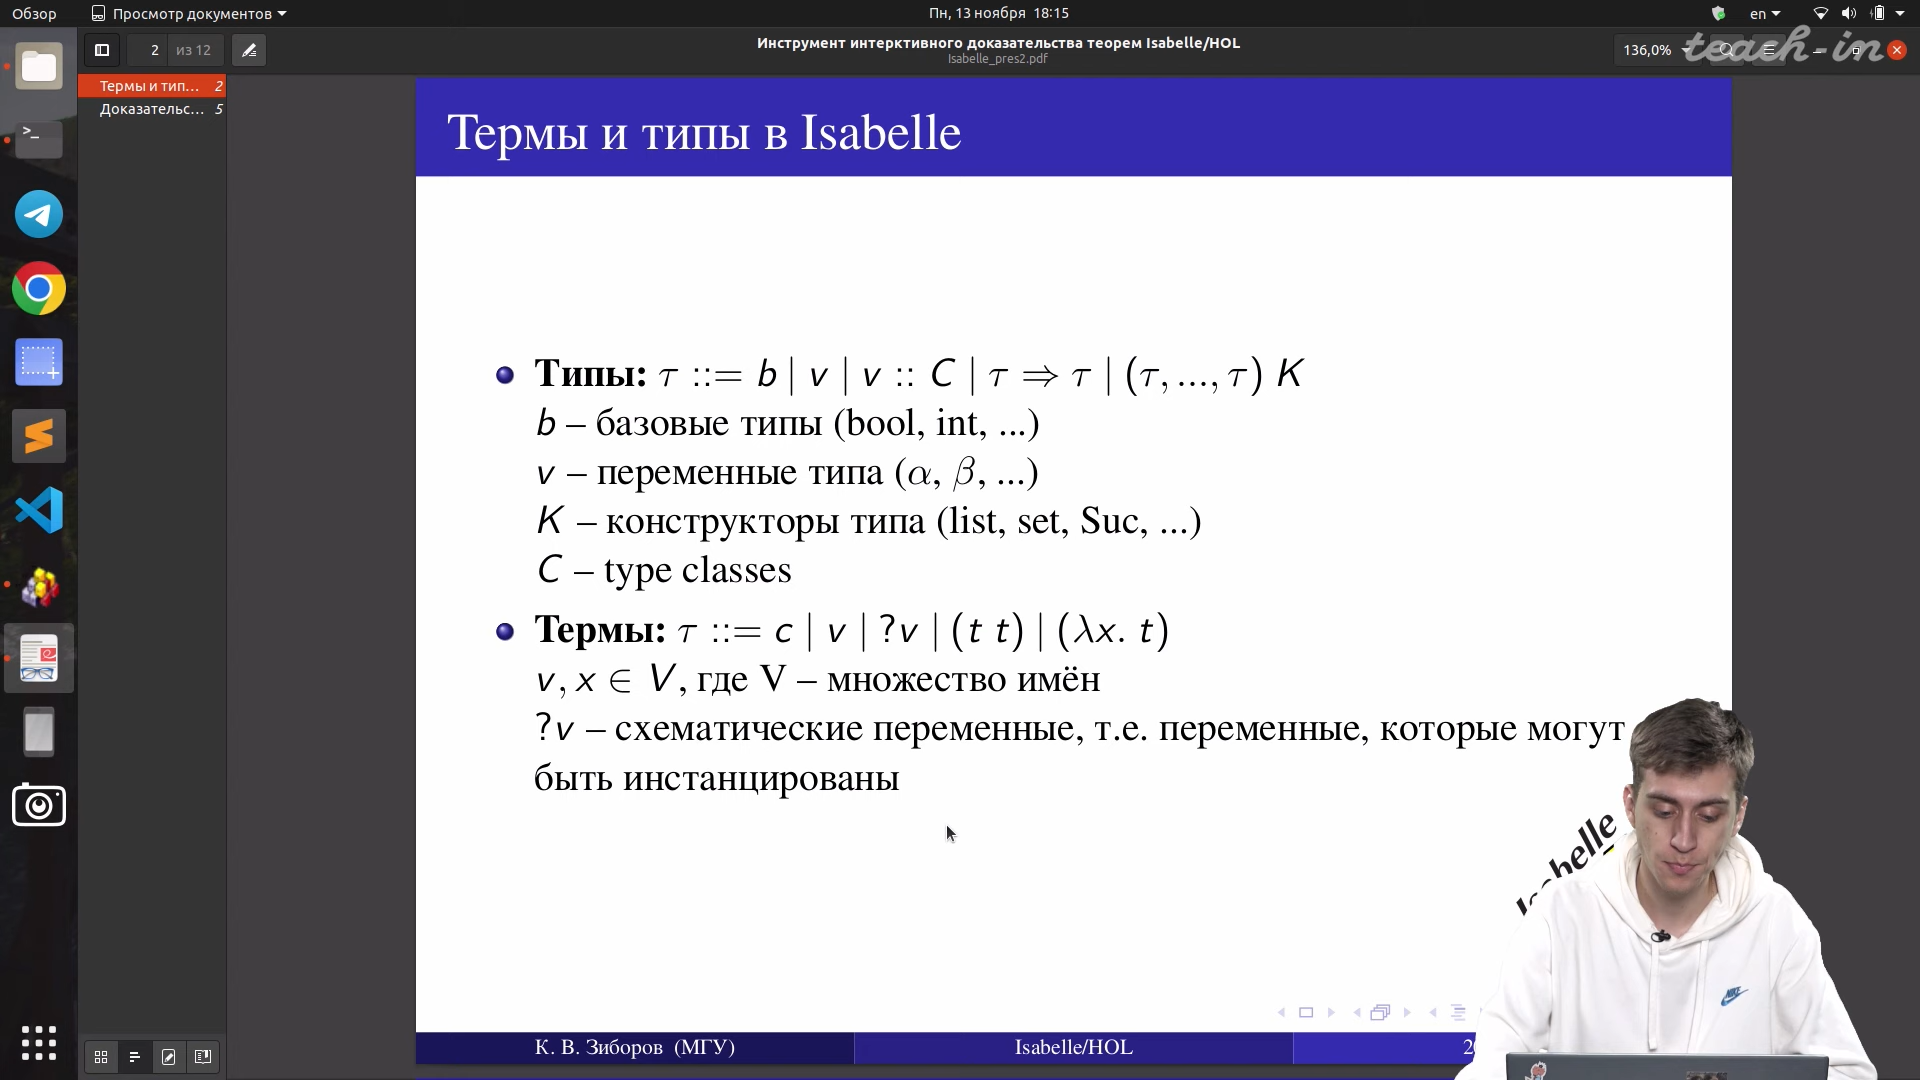 Обзор
Просмотр документов
Пн, 13 ноября 18:15
en
2 из 12
Инструмент интерктивного доказательства теорем Isabelle/HOL
Isabelle_pres2.pdf
136,0%
teach-in
Термы и тип... 2
Доказательс... 5
Термы и типы в Isabelle
Типы: τ ::= b | v | v :: C | τ ⇒ τ | (τ, ..., τ) K
b – базовые типы (bool, int, ...)
v – переменные типа (α, β, ...)
K – конструкторы типа (list, set, Suc, ...)
C – type classes
Термы: τ ::= c | v | ?v | (t t) | (λx. t)
v, x ∈ V, где V – множество имён
?v – схематические переменные, т.е. переменные, которые могут
быть инстанцированы
Isabelle
NIKE
К. В. Зиборов (МГУ)
Isabelle/HOL